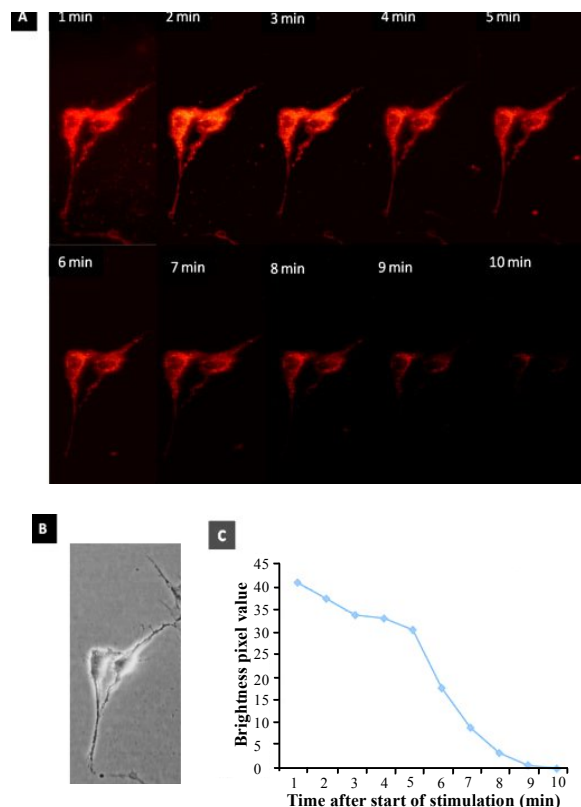 A
1 min 2 min 3 min 4 min 5 min
6 min 7 min 8 min 9 min 10 min
B
C
45
40
35
30
25
20
15
10
5
0
Brightness pixel value
1 2 3 4 5 6 7 8 9 10
Time after start of stimulation (min)